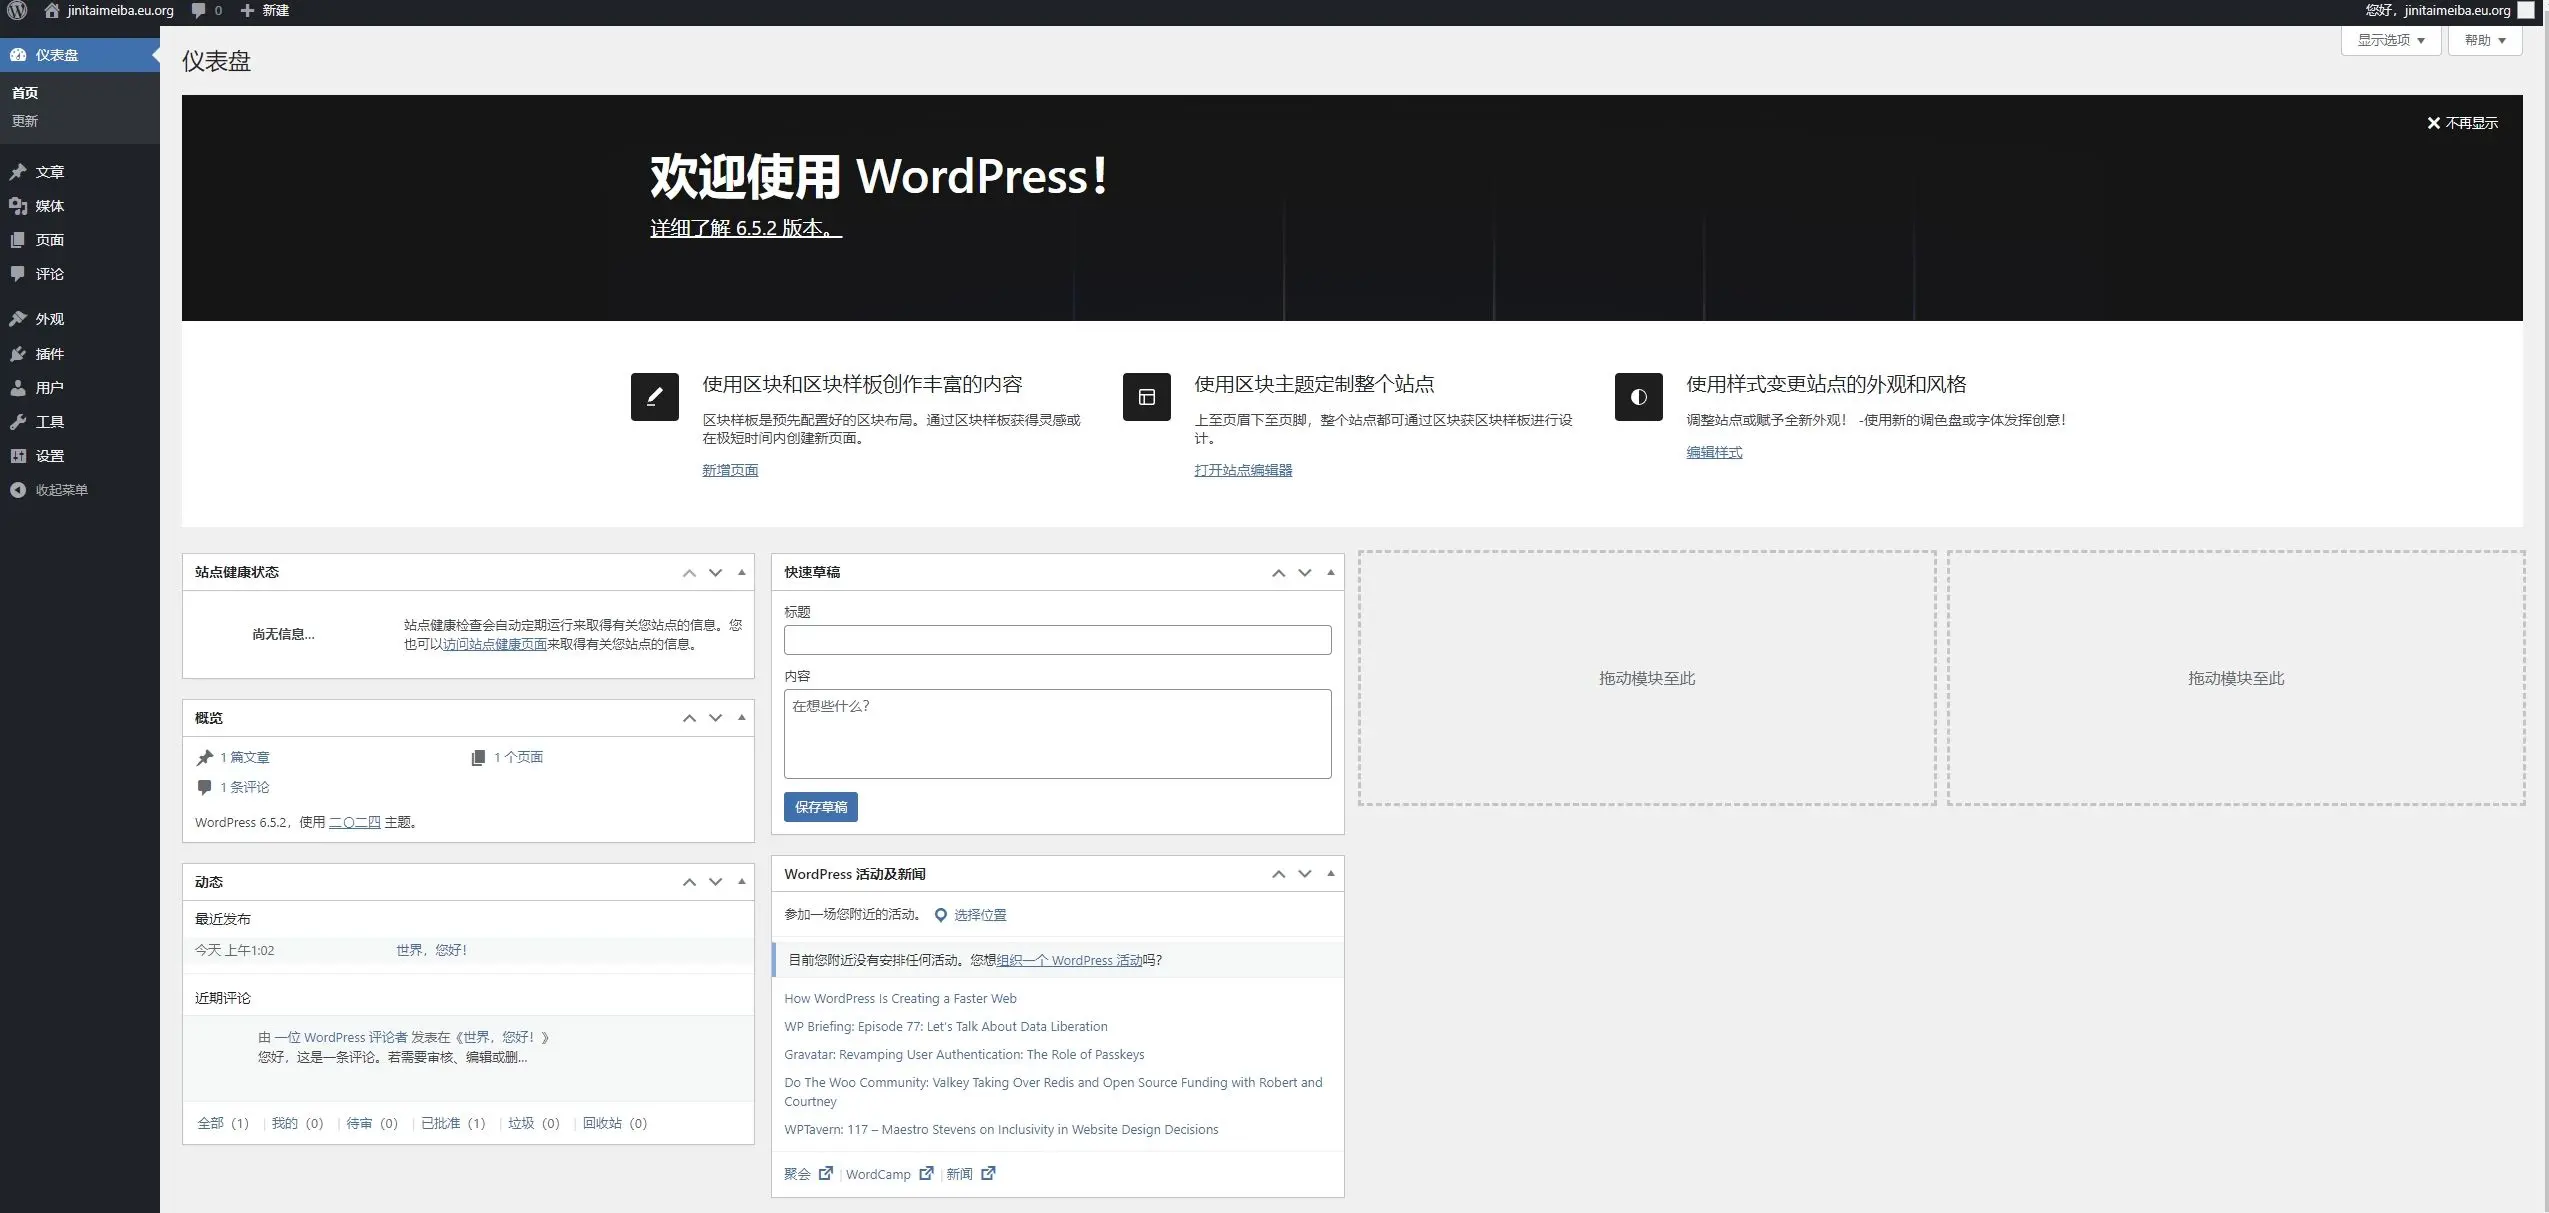 jinitaimeiba.eu.org 0 新建
您好，jinitaimeiba.eu.org
仪表盘
首页
更新
文章
媒体
页面
评论
外观
插件
用户
工具
设置
收起菜单
显示选项
帮助
仪表盘
不再显示
欢迎使用 WordPress！
详细了解 6.5.2 版本。
使用区块和区块样板创作丰富的内容
区块样板是预先配置好的区块布局。通过区块样板获得灵感或
在极短时间内创建新页面。
新增页面
使用区块主题定制整个站点
上至页眉下至页脚，整个站点都可通过区块获区块样板进行设
计。
打开站点编辑器
使用样式变更站点的外观和风格
调整站点或赋予全新外观！ -使用新的调色盘或字体发挥创意！
编辑样式
站点健康状态
尚无信息...
站点健康检查会自动定期运行来取得有关您站点的信息。您
也可以访问站点健康页面来取得有关您站点的信息。
概览
1 篇文章
1 个页面
1 条评论
WordPress 6.5.2，使用 二〇二四 主题。
动态
最近发布
今天 上午1:02 世界，您好！
近期评论
由 一位 WordPress 评论者 发表在《世界，您好！》
您好，这是一条评论。若需要审核、编辑或删...
全部（1） | 我的（0） | 待审（0） | 已批准（1） | 垃圾（0） | 回收站（0）
快速草稿
标题
内容
在想些什么？
保存草稿
WordPress 活动及新闻
参加一场您附近的活动。 选择位置
目前您附近没有安排任何活动。您想组织一个 WordPress 活动吗？
How WordPress Is Creating a Faster Web
WP Briefing: Episode 77: Let's Talk About Data Liberation
Gravatar: Revamping User Authentication: The Role of Passkeys
Do The Woo Community: Valkey Taking Over Redis and Open Source Funding with Robert and
Courtney
WPTavern: 117 – Maestro Stevens on Inclusivity in Website Design Decisions
聚会 | WordCamp | 新闻
拖动模块至此
拖动模块至此